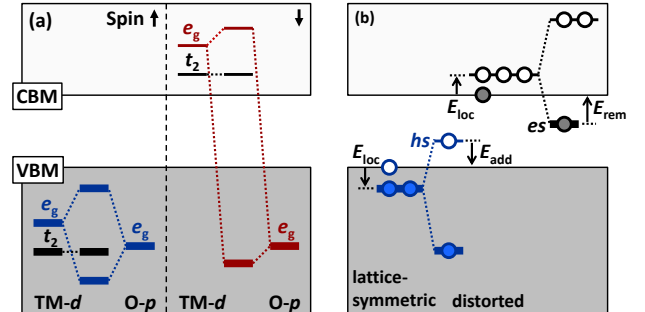 (a)
Spin ↑
↓
e_g
t_2
CBM
VBM
e_g
t_2
e_g
e_g
TM-d
O-p
TM-d
O-p
(b)
E_loc
es
E_rem
hs
E_loc
E_add
lattice-
symmetric
distorted